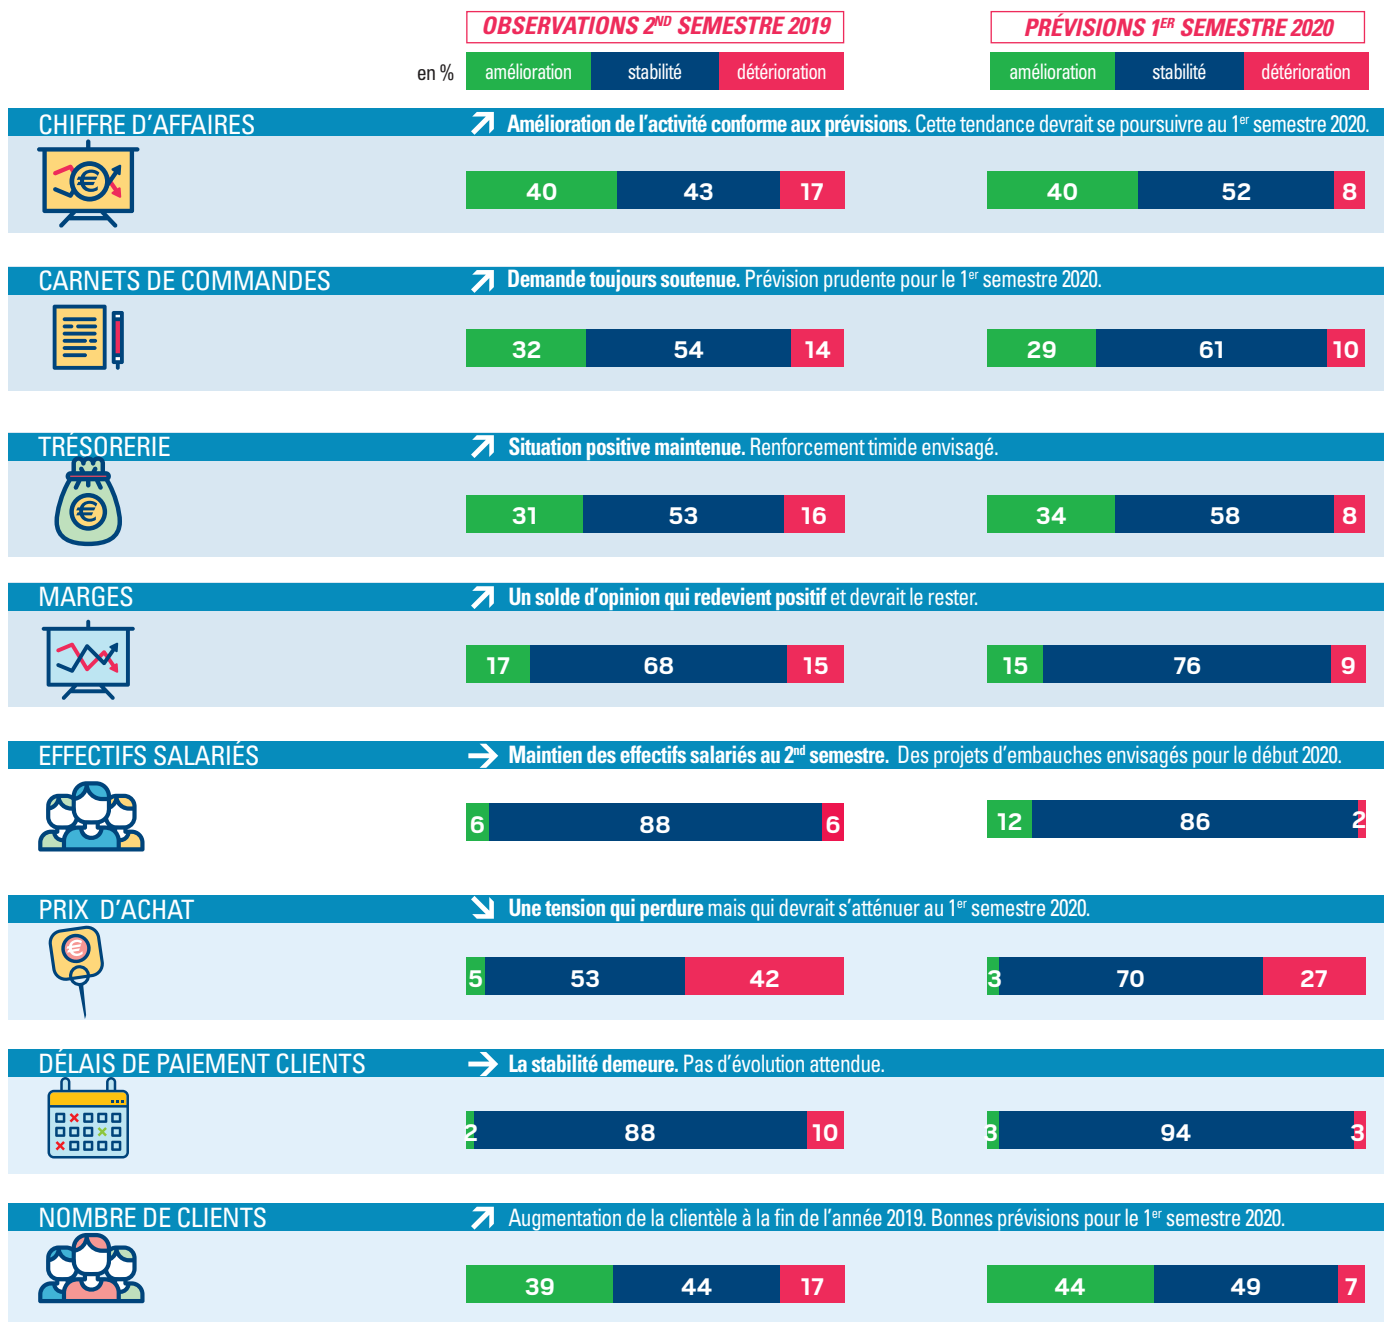 OBSERVATIONS 2ND SEMESTRE 2019 PRÉVISIONS 1ER SEMESTRE 2020
en % amélioration stabilité détérioration amélioration stabilité détérioration
CHIFFRE D'AFFAIRES Amélioration de l'activité conforme aux prévisions. Cette tendance devrait se poursuivre au 1er semestre 2020.
€
40 43 17 40 52 8
CARNETS DE COMMANDES Demande toujours soutenue. Prévision prudente pour le 1er semestre 2020.
32 54 14 29 61 10
TRÉSORERIE Situation positive maintenue. Renforcement timide envisagé.
€
31 53 16 34 58 8
MARGES Un solde d'opinion qui redevient positif et devrait le rester.
17 68 15 15 76 9
EFFECTIFS SALARIÉS Maintien des effectifs salariés au 2nd semestre. Des projets d'embauches envisagés pour le début 2020.
6 88 6 12 86 2
PRIX D'ACHAT Une tension qui perdure mais qui devrait s'atténuer au 1er semestre 2020.
€
5 53 42 3 70 27
DÉLAIS DE PAIEMENT CLIENTS La stabilité demeure. Pas d'évolution attendue.
2 88 10 3 94 3
NOMBRE DE CLIENTS Augmentation de la clientèle à la fin de l'année 2019. Bonnes prévisions pour le 1er semestre 2020.
39 44 17 44 49 7